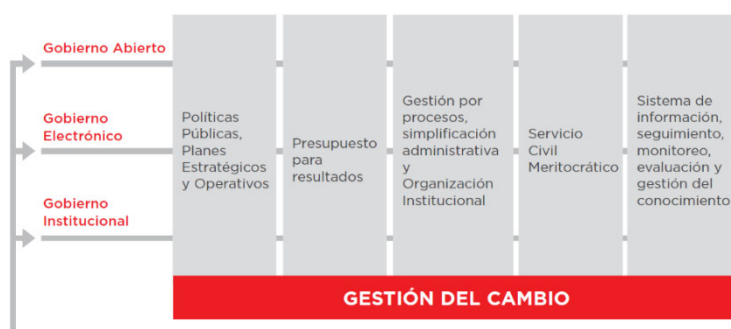 Gobierno Abierto
Gobierno
Electrónico
Gobierno
Institucional
Políticas
Públicas,
Planes
Estratégicos
y Operativos
Presupuesto
para
resultados
Gestión por
procesos,
simplificación
administrativa
y
Organización
Institucional
Servicio
Civil
Meritocrático
Sistema de
información,
seguimiento,
monitoreo,
evaluación y
gestión del
conocimiento
GESTIÓN DEL CAMBIO